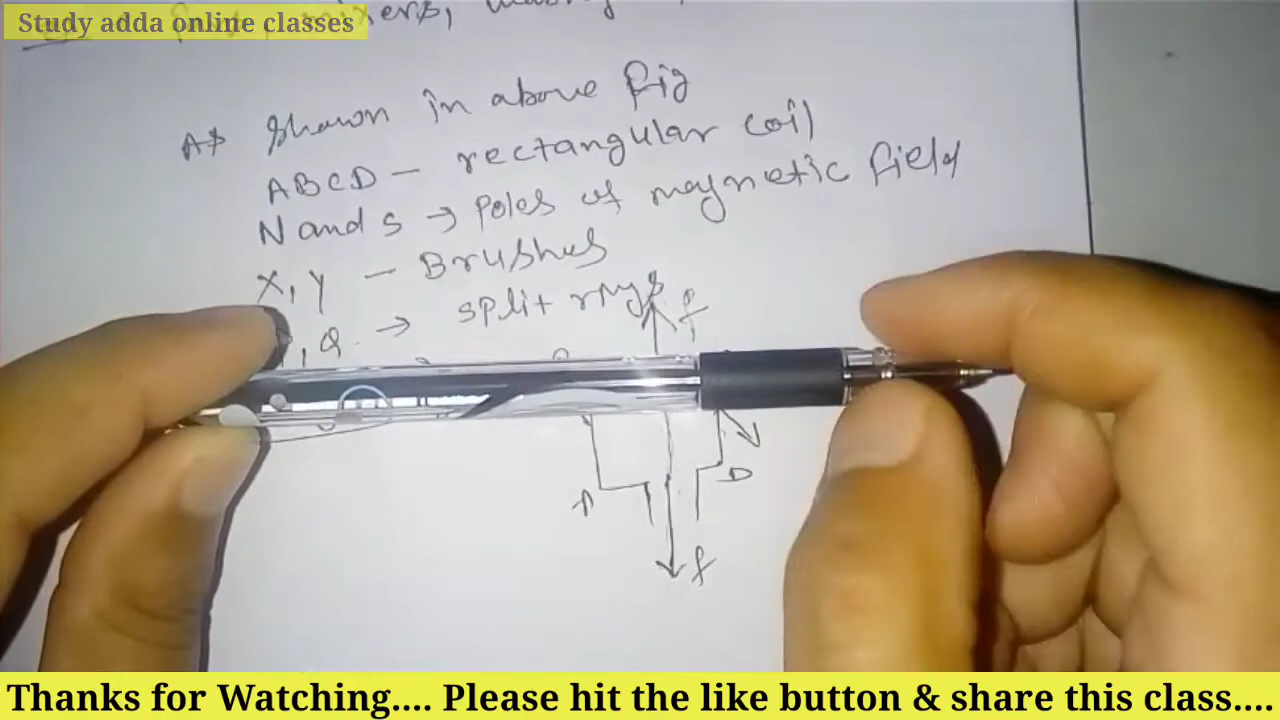 Study adda online classes
As Shown in above fig
ABCD - rectangular coil
N and S → Poles of magnetic field
X, Y - Brushes
, Q → split rings
f
A
D
f
Thanks for Watching.... Please hit the like button & share this class....